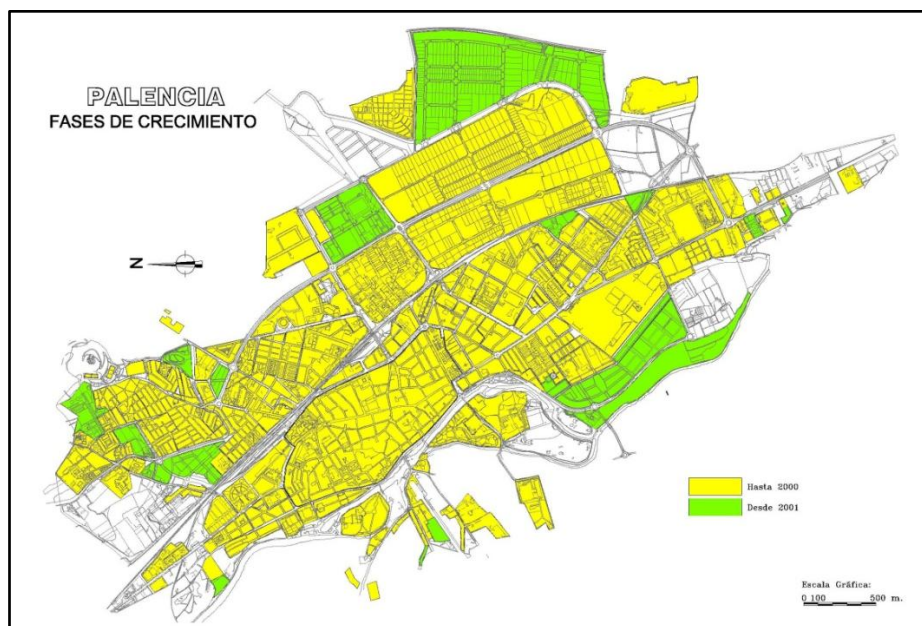 PALENCIA
FASES DE CRECIMIENTO
N
Hasta 2000
Desde 2001
Escala Gráfica:
0 100 500 m.